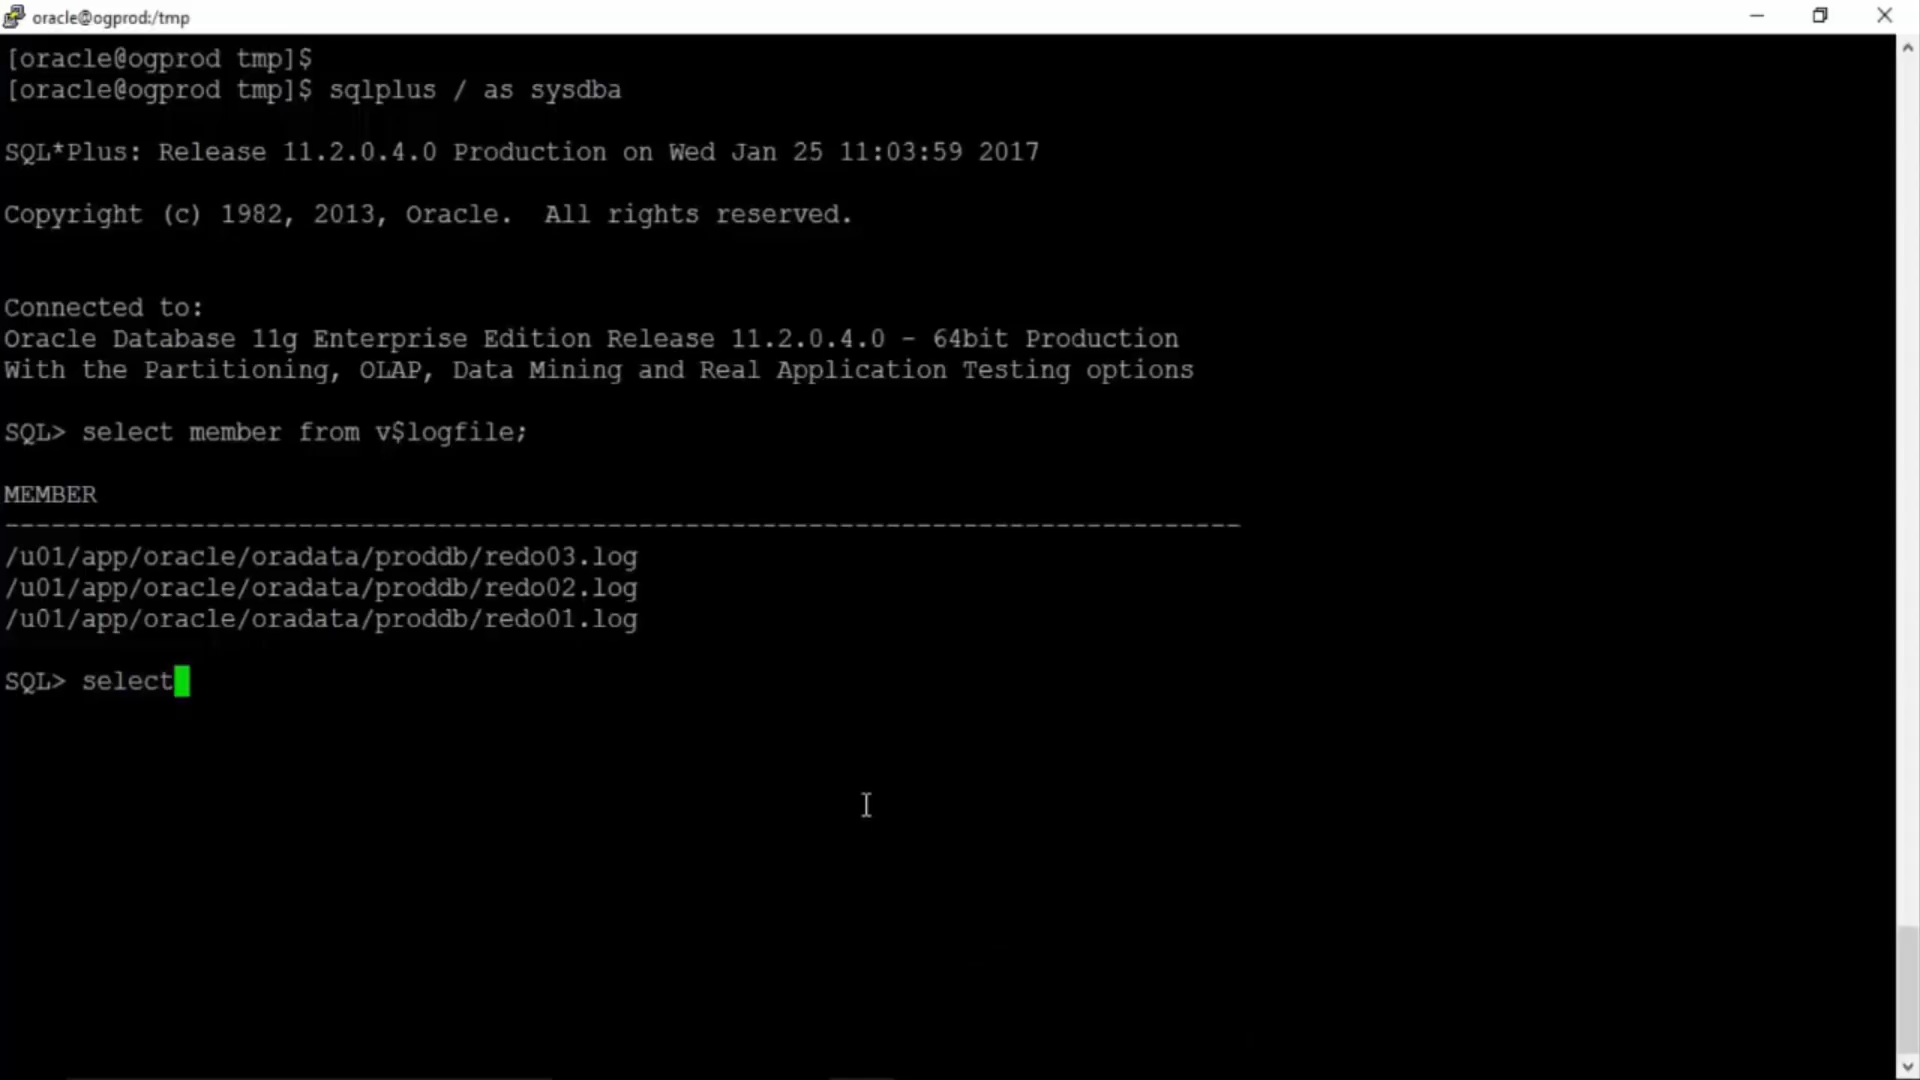 oracle@ogprod:/tmp
[oracle@ogprod tmp]$
[oracle@ogprod tmp]$ sqlplus / as sysdba
SQL*Plus: Release 11.2.0.4.0 Production on Wed Jan 25 11:03:59 2017
Copyright (c) 1982, 2013, Oracle.  All rights reserved.
Connected to:
Oracle Database 11g Enterprise Edition Release 11.2.0.4.0 - 64bit Production
With the Partitioning, OLAP, Data Mining and Real Application Testing options
SQL> select member from v$logfile;
MEMBER
--------------------------------------------------------------------------------
/u01/app/oracle/oradata/proddb/redo03.log
/u01/app/oracle/oradata/proddb/redo02.log
/u01/app/oracle/oradata/proddb/redo01.log
SQL> select